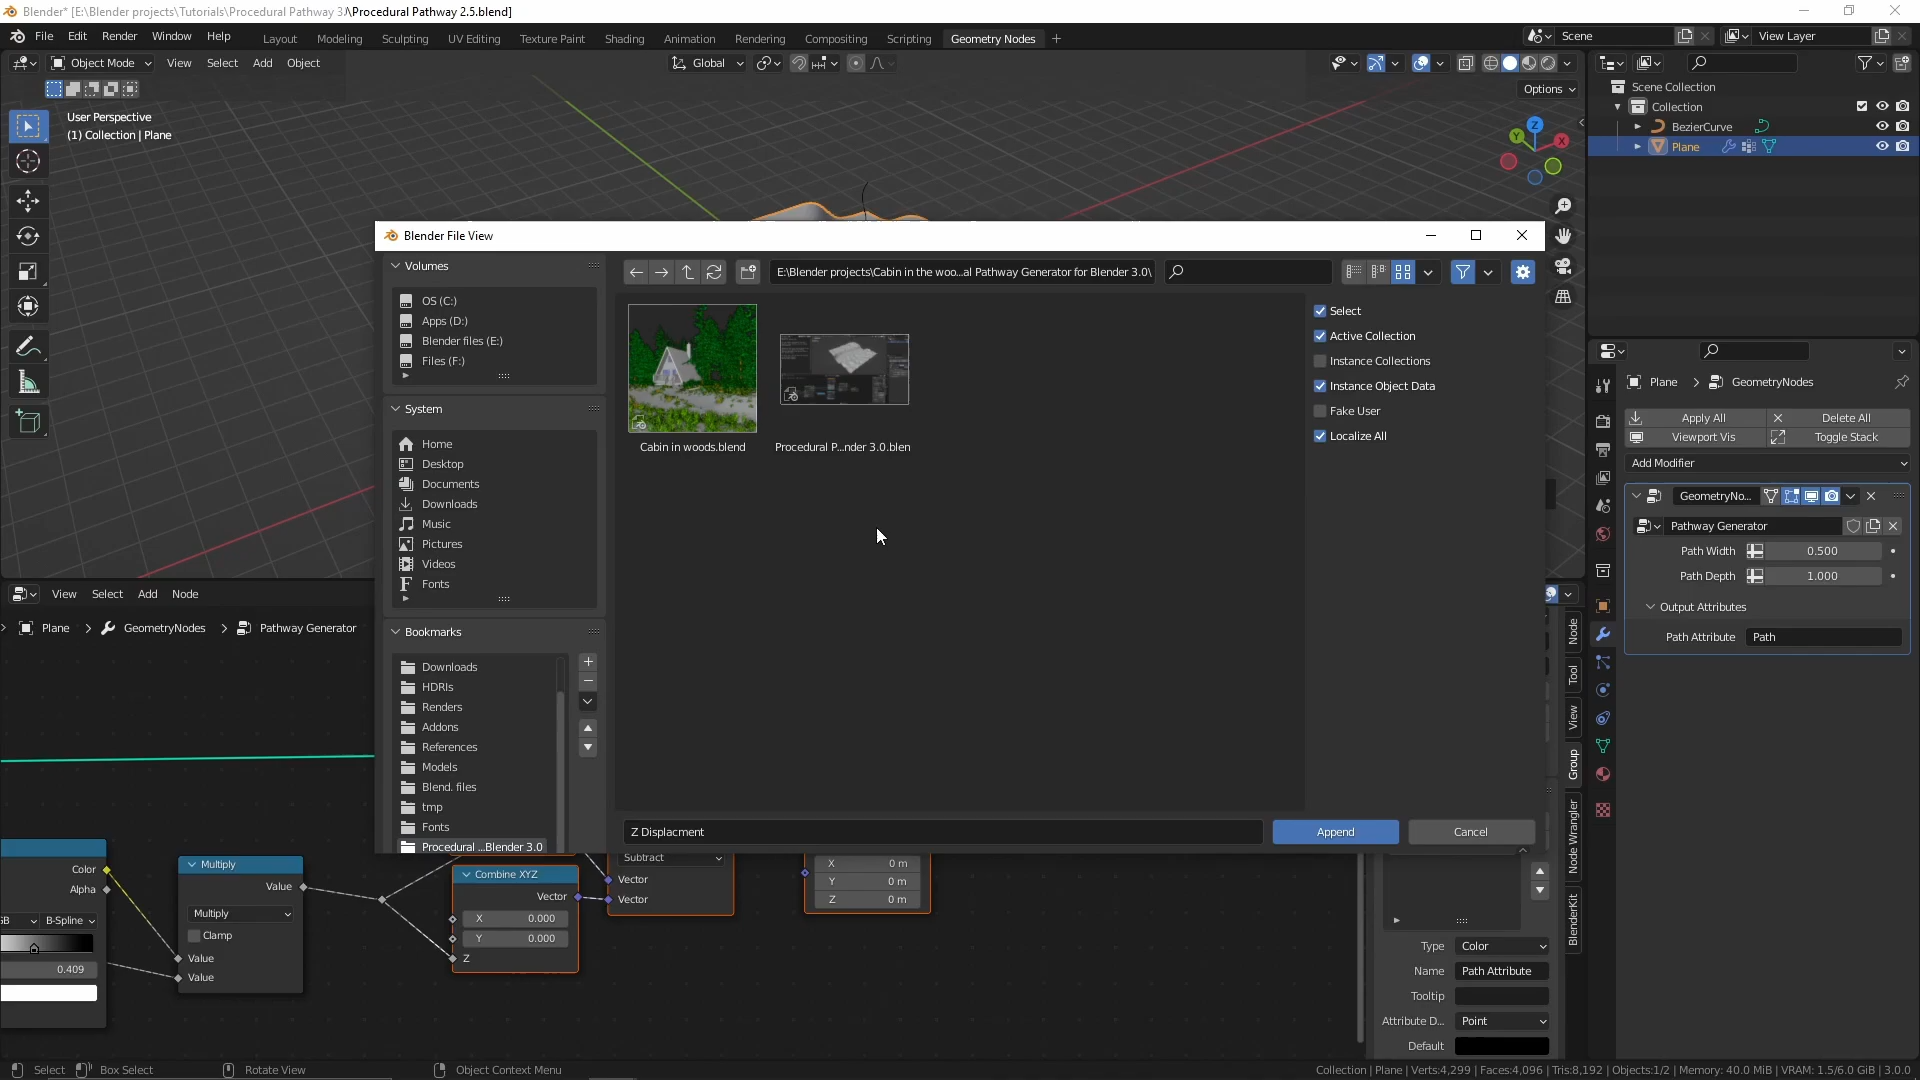 Blender* [E:\Blender projects\Tutorials\Procedural Pathway 3.\Procedural Pathway 2.5.blend]
File Edit Render Window Help
Layout Modeling Sculpting UV Editing Texture Paint Shading Animation Rendering Compositing Scripting Geometry Nodes
Scene
View Layer
Object Mode View Select Add Object
Global
Options
User Perspective
(1) Collection | Plane
Z
Y
X
Scene Collection
Collection
BezierCurve
Plane
Blender File View
Volumes
OS (C:)
Apps (D:)
Blender files (E:)
Files (F:)
System
Home
Desktop
Documents
Downloads
Music
Pictures
Videos
Fonts
Bookmarks
Downloads
HDRIs
Renders
Addons
References
Models
Blend. files
tmp
Fonts
Procedural ...Blender 3.0
E:\Blender projects\Cabin in the woo...al Pathway Generator for Blender 3.0\
Cabin in woods.blend
Procedural P...nder 3.0.blen
Select
Active Collection
Instance Collections
Instance Object Data
Fake User
Localize All
Z Displacment
Append
Cancel
Plane GeometryNodes
Apply All
Delete All
Viewport Vis
Toggle Stack
Add Modifier
GeometryNo...
Pathway Generator
Path Width 0.500
Path Depth 1.000
Output Attributes
Path Attribute Path
View Select Add Node
Plane GeometryNodes Pathway Generator
Color
Alpha
GB B-Spline
0.409
Multiply
Value
Multiply
Clamp
Value
Value
Combine XYZ
Vector
X 0.000
Y 0.000
Z
Subtract
Vector
Vector
X 0 m
Y 0 m
Z 0 m
Node
Tool
View
Group
Node Wrangler
BlenderKit
Type Color
Name Path Attribute
Tooltip
Attribute D... Point
Default
Select Box Select Rotate View Object Context Menu
Collection | Plane | Verts:4,299 | Faces:4,096 | Tris:8,192 | Objects:1/2 | Memory: 40.0 MiB | VRAM: 1.5/6.0 GiB | 3.0.0